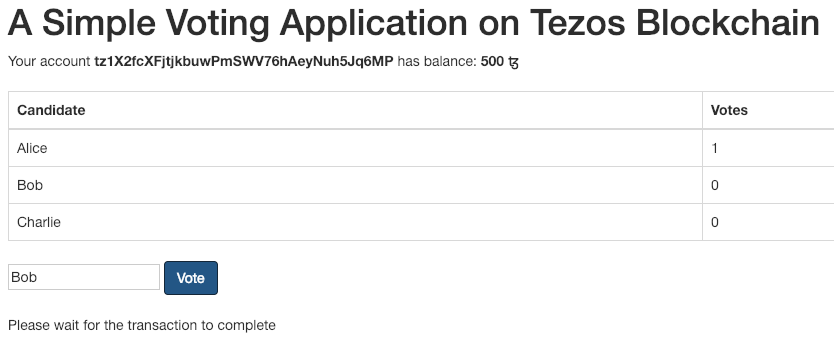 A Simple Voting Application on Tezos Blockchain
Your account tz1X2fcXFjtjkbuwPmSWV76hAeyNuh5Jq6MP has balance: 500 ꜩ
Candidate Votes
Alice 1
Bob 0
Charlie 0
Bob Vote
Please wait for the transaction to complete